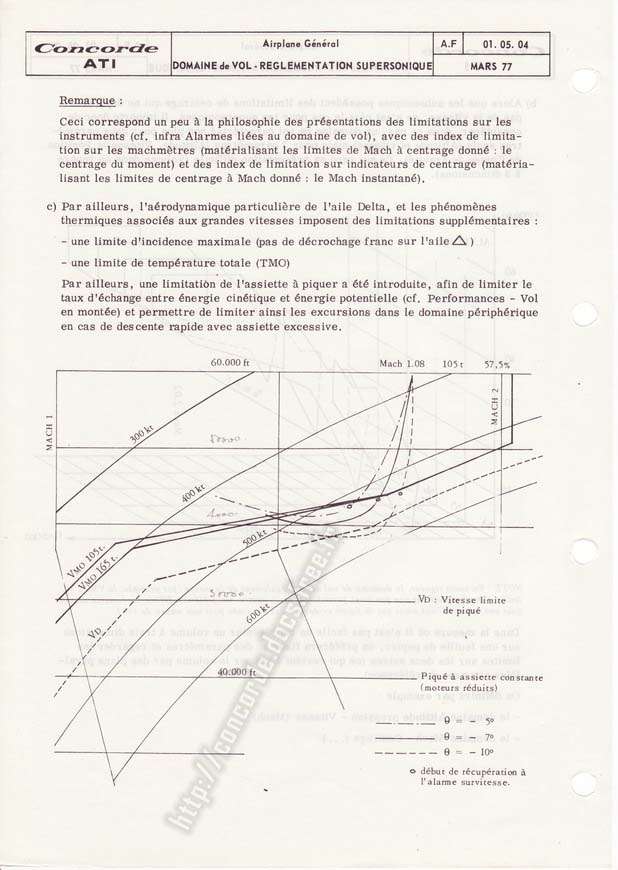 Concorde
ATI
Airplane Général
DOMAINE de VOL - REGLEMENTATION SUPERSONIQUE
A.F
01. 05. 04
MARS 77
Remarque :
Ceci correspond un peu à la philosophie des présentations des limitations sur les
instruments (cf. infra Alarmes liées au domaine de vol), avec des index de limita-
tion sur les machmètres (matérialisant les limites de Mach à centrage donné : le
centrage du moment) et des index de limitation sur indicateurs de centrage (matéria-
lisant les limites de centrage à Mach donné : le Mach instantané).
c) Par ailleurs, l'aérodynamique particulière de l'aile Delta, et les phénomènes
thermiques associés aux grandes vitesses imposent des limitations supplémentaires :
- une limite d'incidence maximale (pas de décrochage franc sur l'aile △ )
- une limite de température totale (TMO)
Par ailleurs, une limitation de l'assiette à piquer a été introduite, afin de limiter le
taux d'échange entre énergie cinétique et énergie potentielle (cf. Performances - Vol
en montée) et permettre de limiter ainsi les excursions dans le domaine périphérique
en cas de descente rapide avec assiette excessive.
60.000 ft
Mach 1.08
105 t
57,5%
MACH 1
MACH 2
300 kt
400 kt
500 kt
600 kt
VMO 105 t.
VMO 165 t.
VD
40.000 ft
VD : Vitesse limite
de piqué
Piqué à assiette constante
(moteurs réduits)
θ = - 5º
θ = - 7º
θ = - 10º
o début de récupération à
l'alarme survitesse.
http://concorde.docs.free.fr